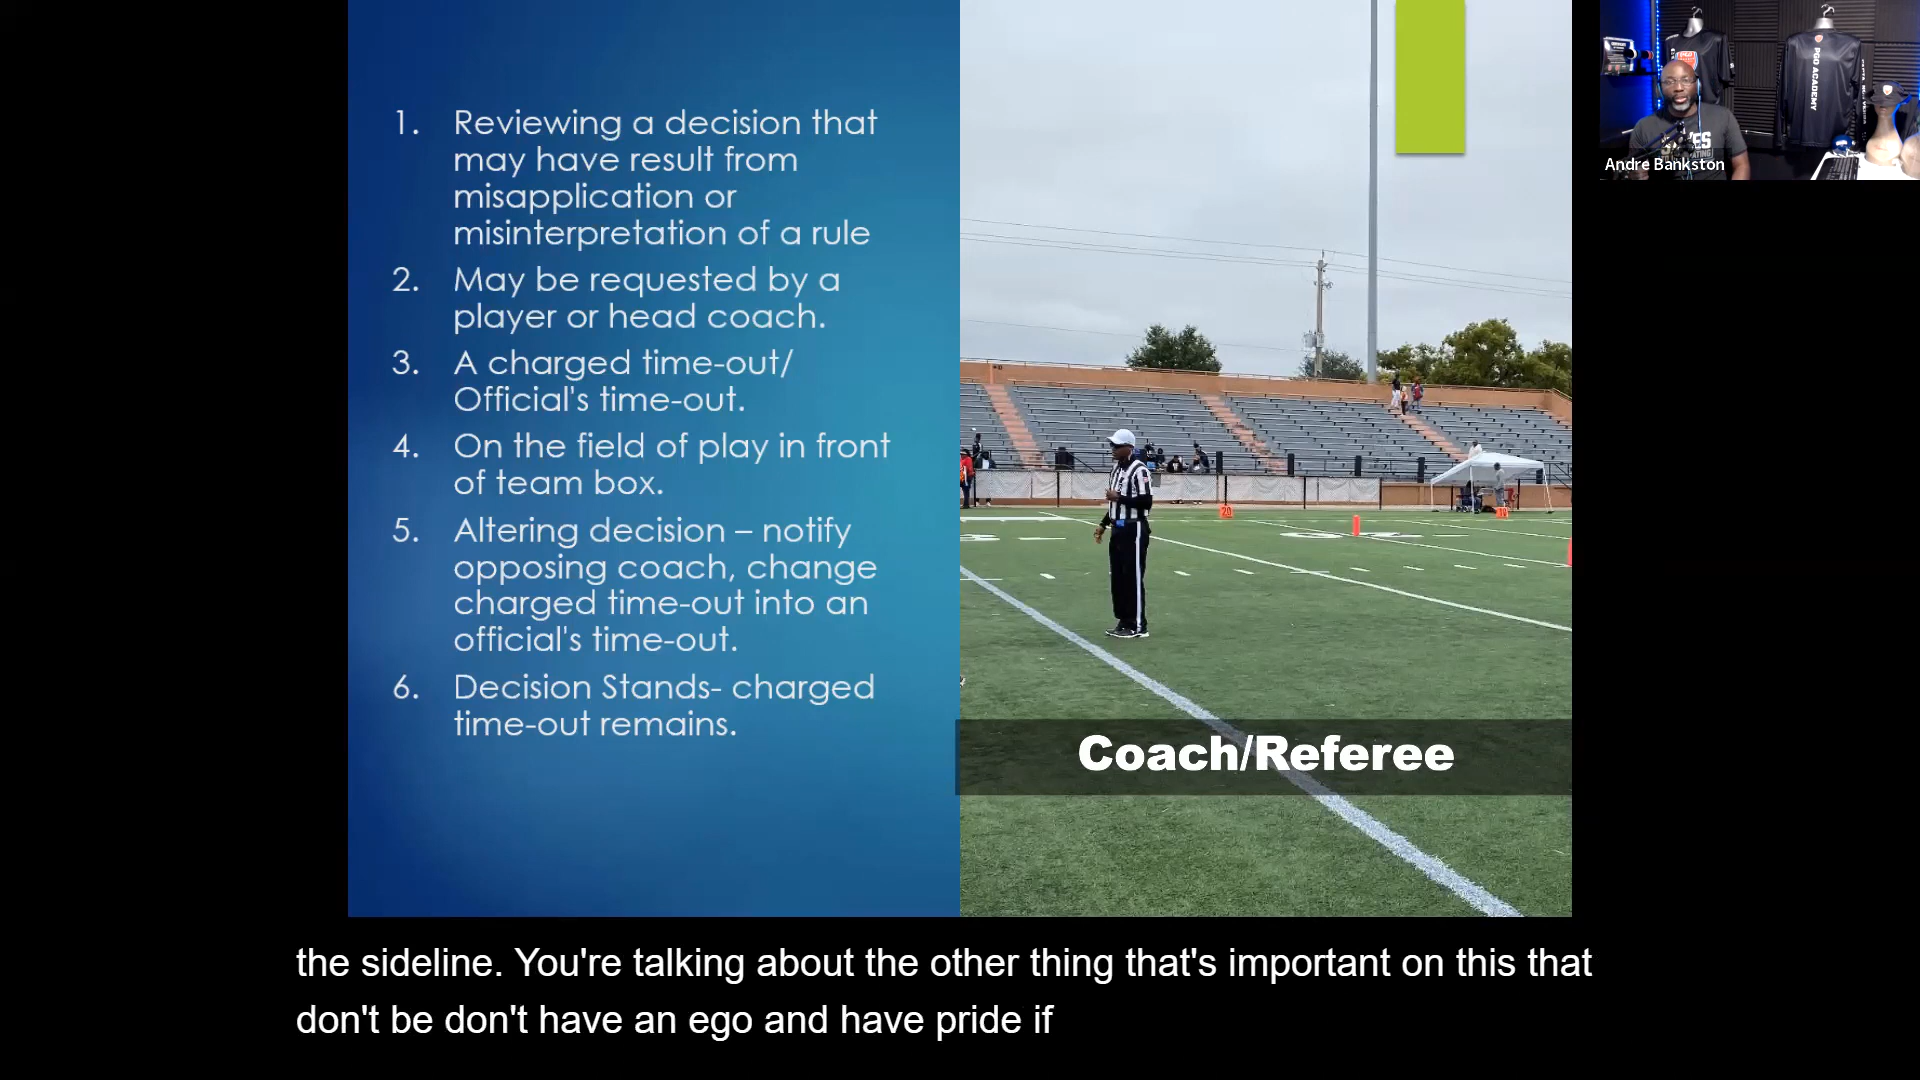 1. Reviewing a decision that
may have result from
misapplication or
misinterpretation of a rule
2. May be requested by a
player or head coach.
3. A charged time-out/
Official's time-out.
4. On the field of play in front
of team box.
5. Altering decision – notify
opposing coach, change
charged time-out into an
official's time-out.
6. Decision Stands- charged
time-out remains.
20
Coach/Referee
PGO ACADEMY
Andre Bankston
the sideline. You're talking about the other thing that's important on this that
don't be don't have an ego and have pride if